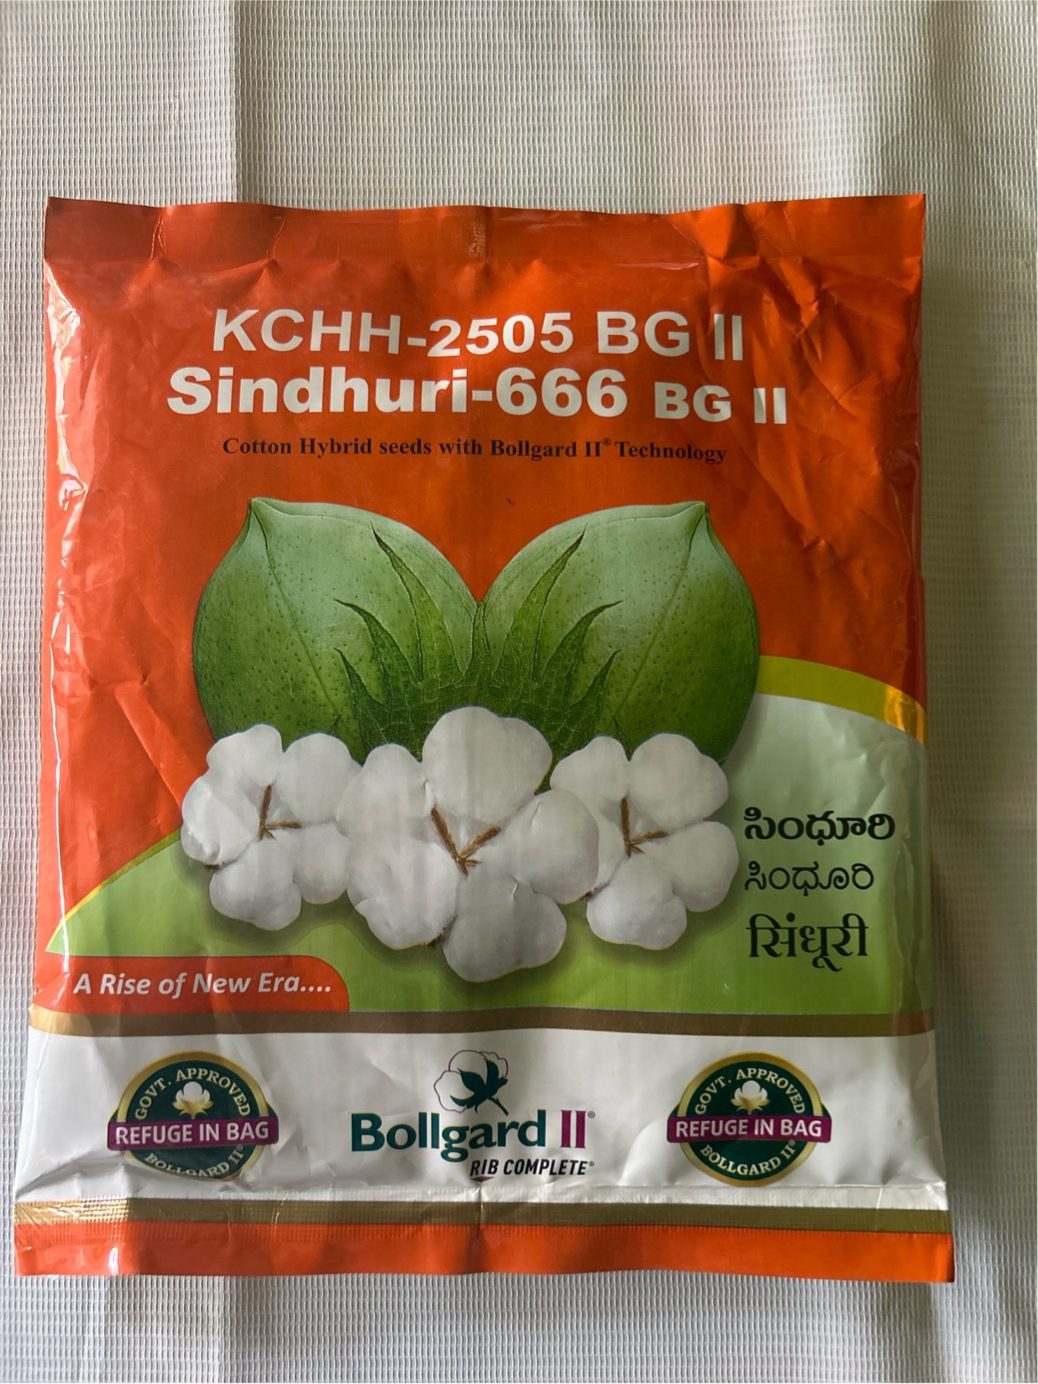 KCHH-2505 BG II
Sindhuri-666 BG II
Cotton Hybrid seeds with Bollgard II® Technology
సింధూరి
ಸಿಂಧೂರಿ
सिंधूरी
A Rise of New Era....
GOVT. APPROVED
REFUGE IN BAG
BOLLGARD II®
Bollgard II®
RIB COMPLETE®
GOVT. APPROVED
REFUGE IN BAG
BOLLGARD II®